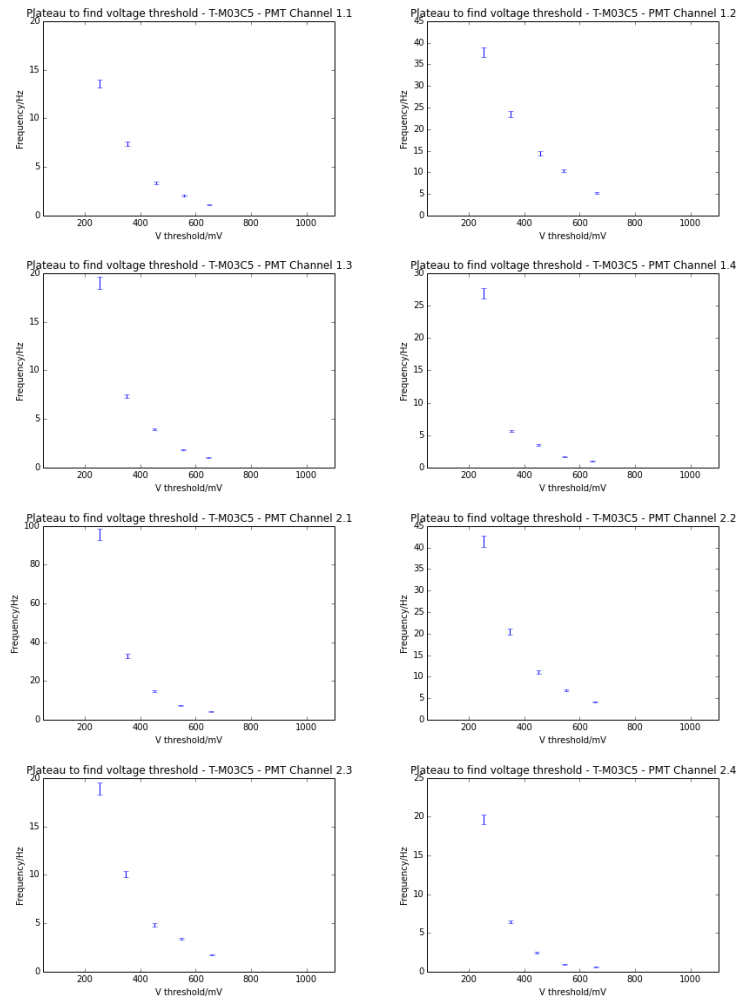 Plateau to find voltage threshold - T-M03C5 - PMT Channel 1.1
20
15
10
5
0
Frequency/Hz
200 400 600 800 1000
V threshold/mV
Plateau to find voltage threshold - T-M03C5 - PMT Channel 1.2
45
40
35
30
25
20
15
10
5
0
Frequency/Hz
200 400 600 800 1000
V threshold/mV
Plateau to find voltage threshold - T-M03C5 - PMT Channel 1.3
20
15
10
5
0
Frequency/Hz
200 400 600 800 1000
V threshold/mV
Plateau to find voltage threshold - T-M03C5 - PMT Channel 1.4
30
25
20
15
10
5
0
Frequency/Hz
200 400 600 800 1000
V threshold/mV
Plateau to find voltage threshold - T-M03C5 - PMT Channel 2.1
100
80
60
40
20
0
Frequency/Hz
200 400 600 800 1000
V threshold/mV
Plateau to find voltage threshold - T-M03C5 - PMT Channel 2.2
45
40
35
30
25
20
15
10
5
0
Frequency/Hz
200 400 600 800 1000
V threshold/mV
Plateau to find voltage threshold - T-M03C5 - PMT Channel 2.3
20
15
10
5
0
Frequency/Hz
200 400 600 800 1000
V threshold/mV
Plateau to find voltage threshold - T-M03C5 - PMT Channel 2.4
25
20
15
10
5
0
Frequency/Hz
200 400 600 800 1000
V threshold/mV